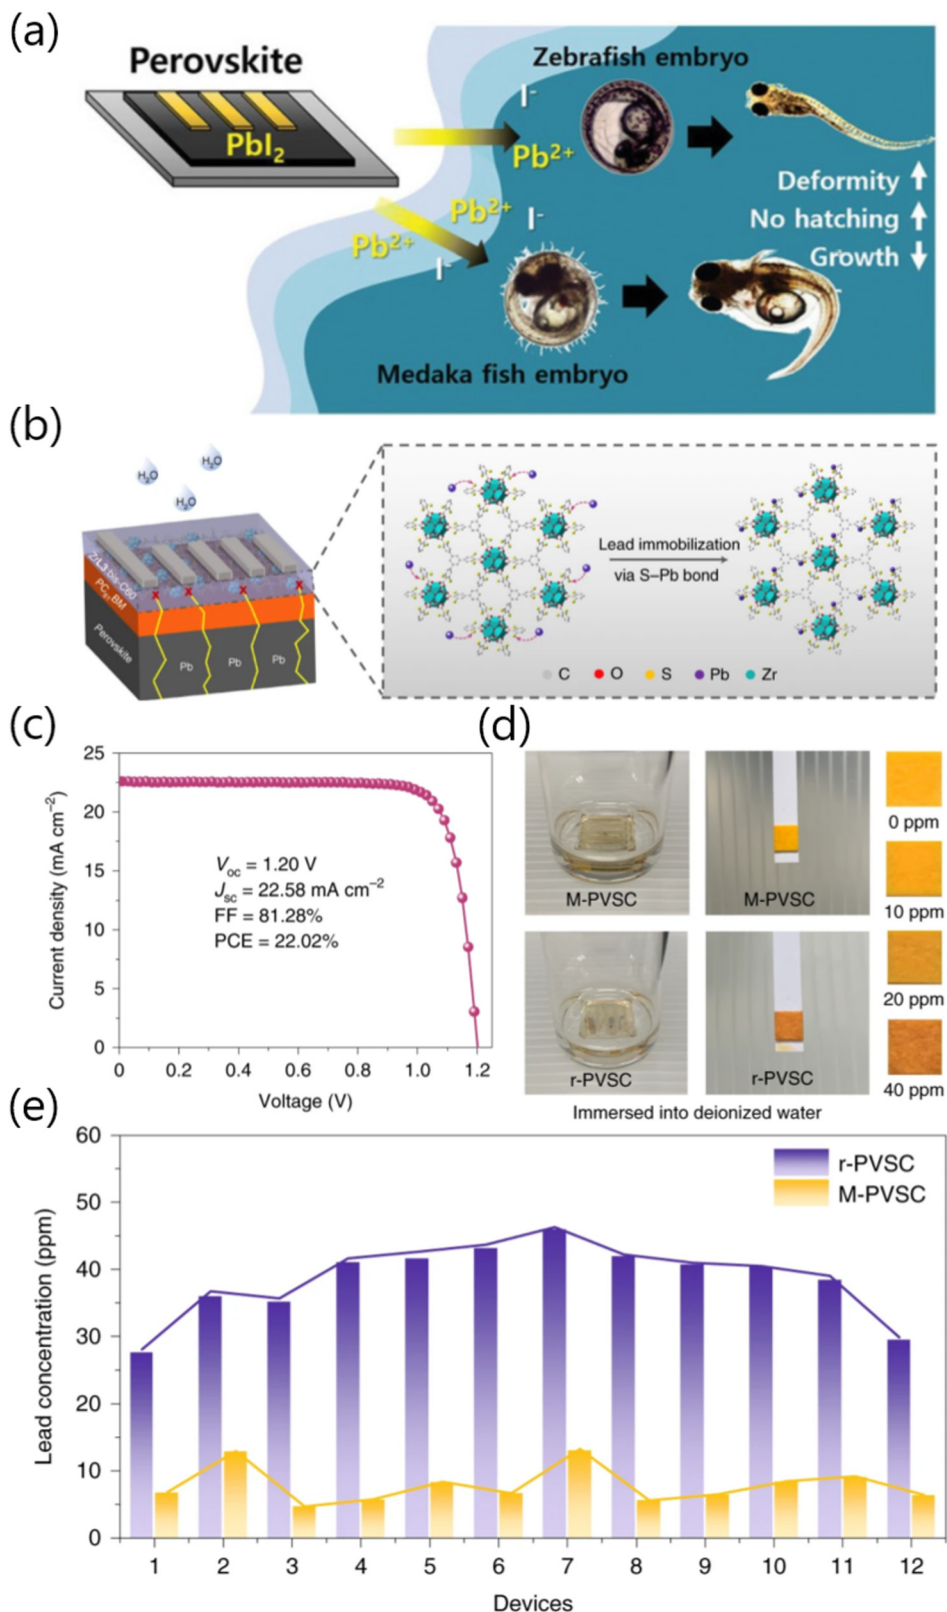 (a)
Perovskite
PbI2
Zebrafish embryo
I-
Pb2+
Deformity
No hatching
Growth
Pb2+
I-
Pb2+
I-
Medaka fish embryo
(b)
H2O
H2O
H2O
ZrL3:bis-C60
PC61BM
Perovskite
Pb
Pb
Pb
Lead immobilization
via S–Pb bond
C O S Pb Zr
(c)
25
20
15
10
5
0
Current density (mA cm−2)
Voc = 1.20 V
Jsc = 22.58 mA cm−2
FF = 81.28%
PCE = 22.02%
0 0.2 0.4 0.6 0.8 1.0 1.2
Voltage (V)
(d)
M-PVSC
M-PVSC
r-PVSC
r-PVSC
0 ppm
10 ppm
20 ppm
40 ppm
Immersed into deionized water
(e)
60
50
40
30
20
10
0
Lead concentration (ppm)
r-PVSC
M-PVSC
1 2 3 4 5 6 7 8 9 10 11 12
Devices